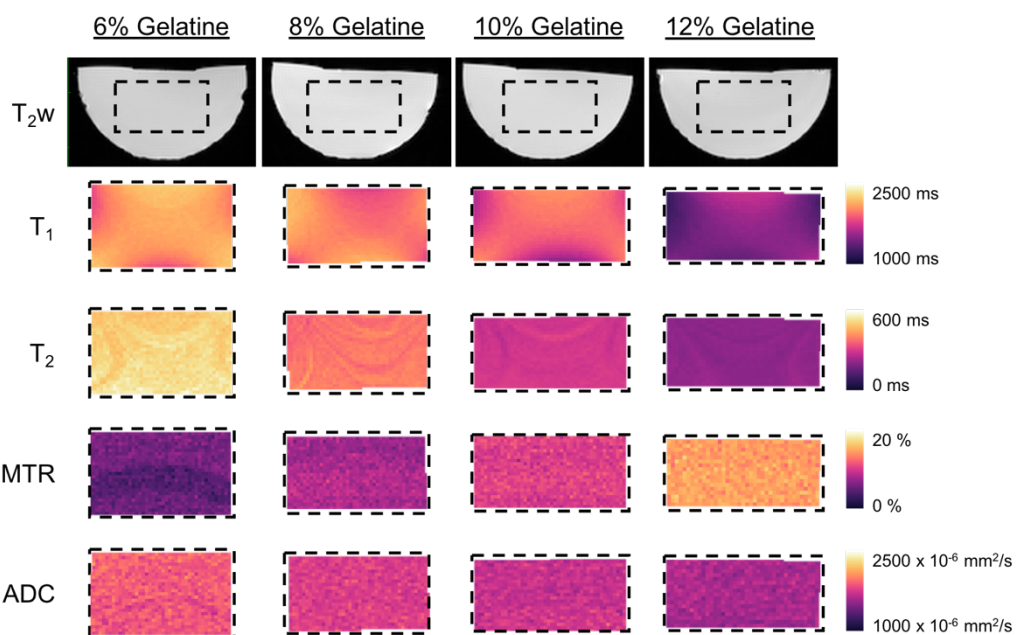 6% Gelatine 8% Gelatine 10% Gelatine 12% Gelatine
T₂w
T₁
2500 ms
1000 ms
T₂
600 ms
0 ms
MTR
20 %
0 %
ADC
2500 x 10⁻⁶ mm²/s
1000 x 10⁻⁶ mm²/s